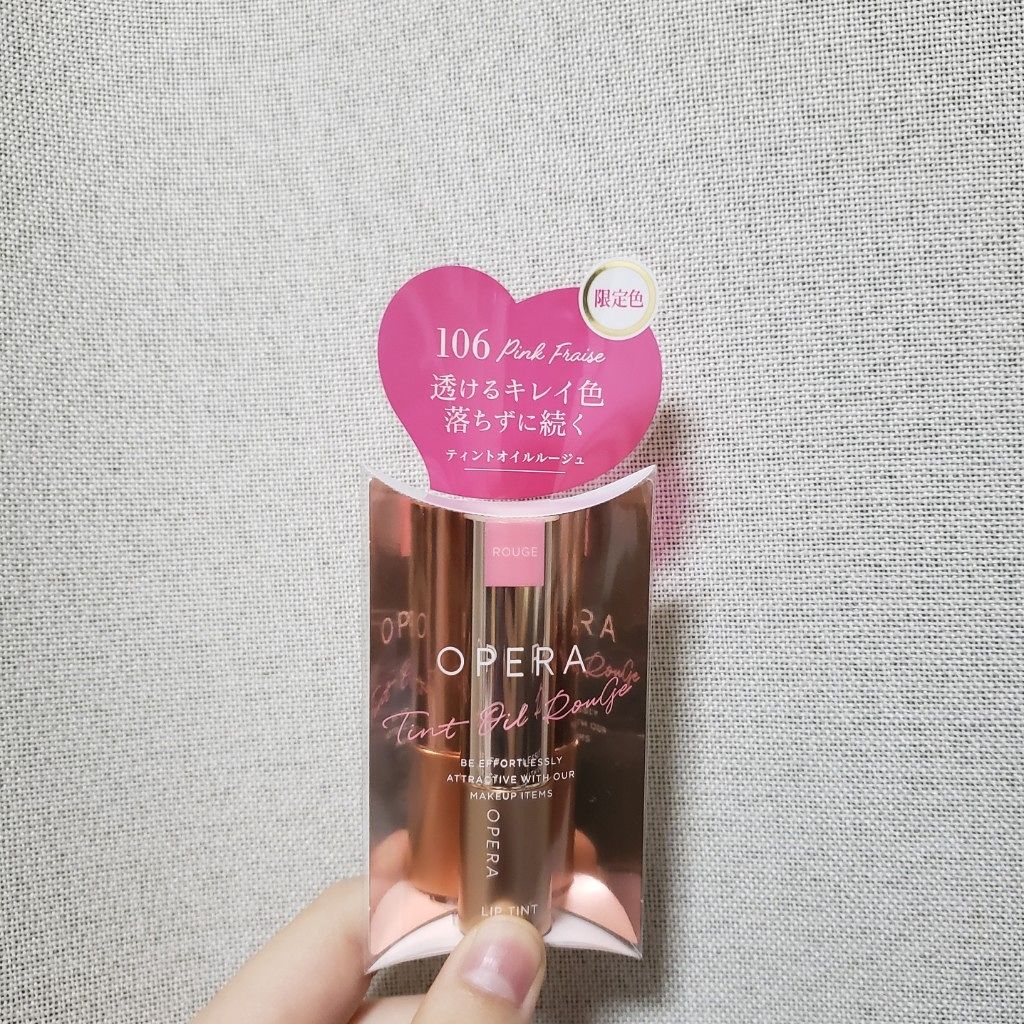 限定色
106 Pink Fraise
透けるキレイ色
落ちずに続く
ティントオイルルージュ
ROUGE
OPERA
Tint Oil RouGe
BE EFFORTLESSLY
ATTRACTIVE WITH OUR
MAKEUP ITEMS
OPERA
LIP TINT